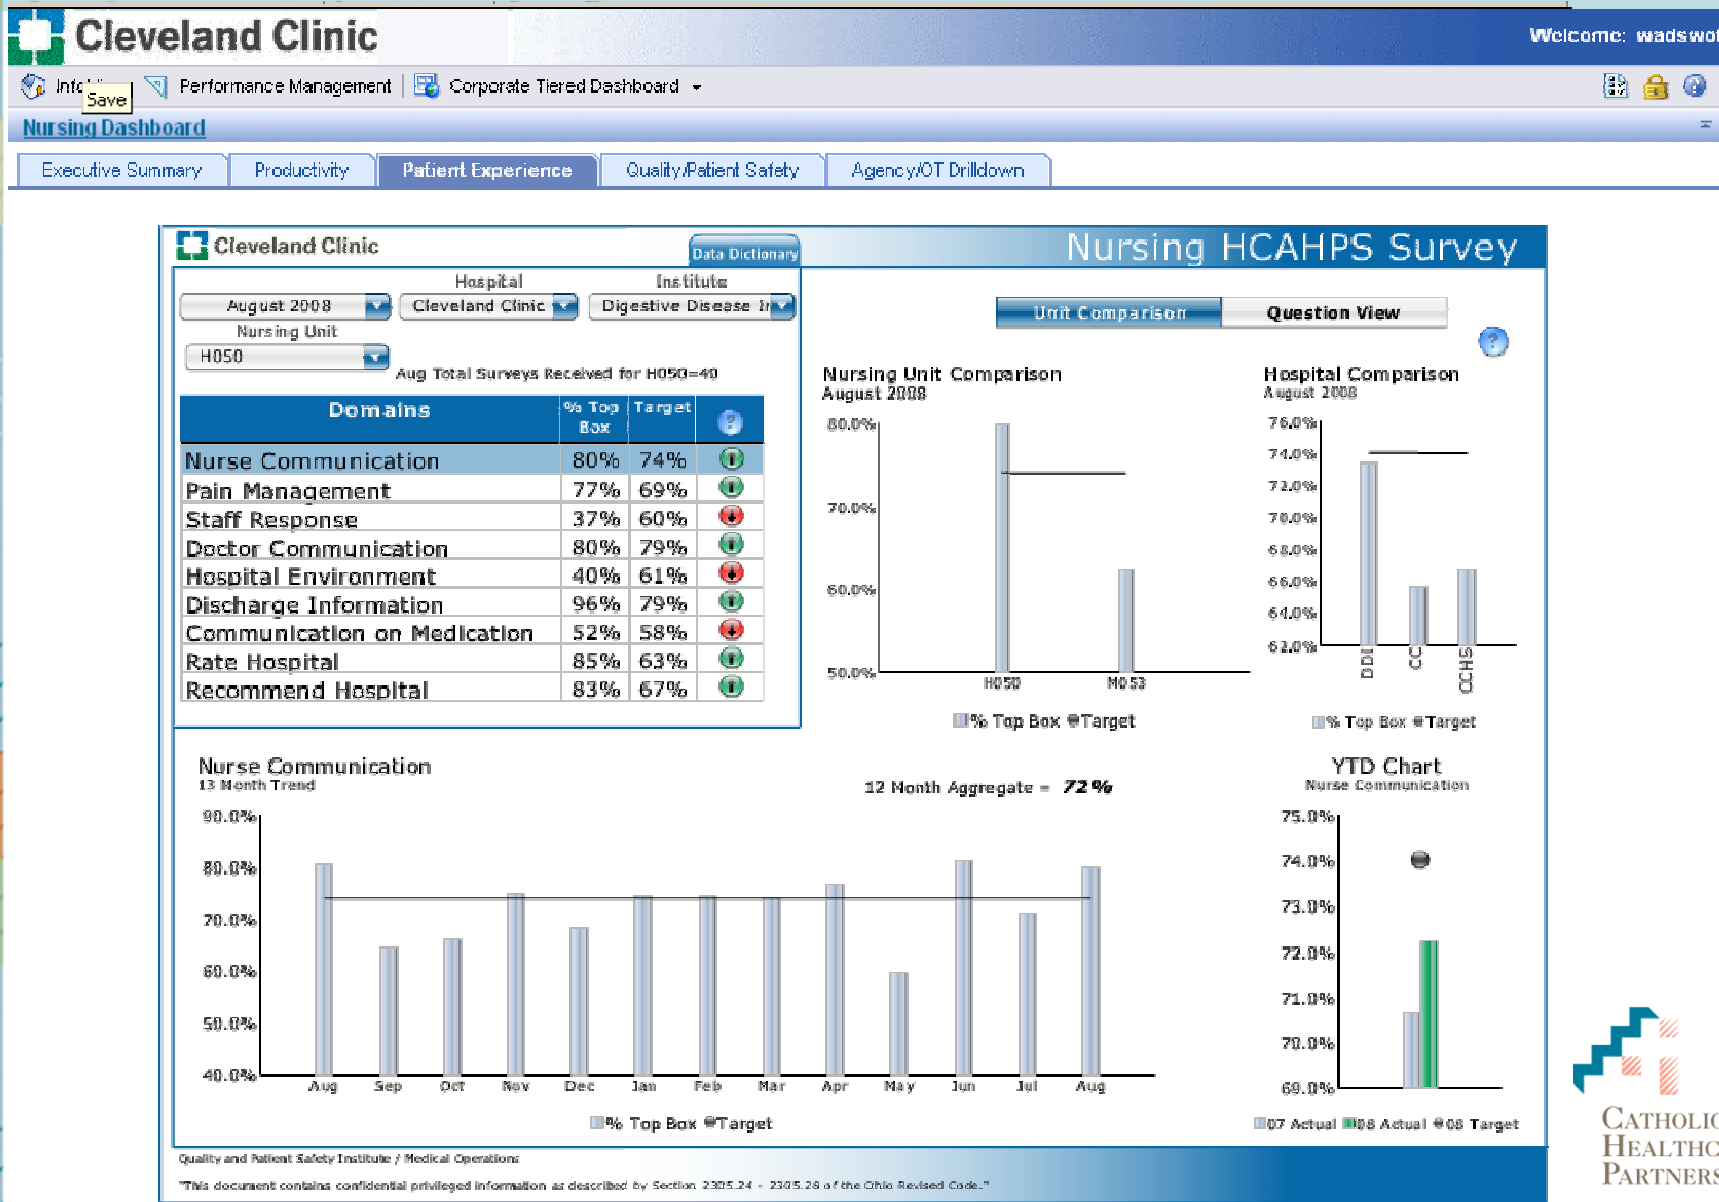 Cleveland Clinic
Welcome:
Save
Performance Management
Corporate Tiered Dashboard
Nursing Dashboard
Executive Summary
Productivity
Patient Experience
Quality/Patient Safety
Agency/OT Drilldown
Cleveland Clinic
Data Dictionary
Nursing HCAHPS Survey
Hospital
Institute
August 2008
Cleveland Clinic
Digestive Disease
Nursing Unit
H050
Aug Total Surveys Received for H050=40
Unit Comparison
Question View
?
Domains % Top Box Target ?
Nurse Communication 80% 74%
Pain Management 77% 69%
Staff Response 37% 60%
Doctor Communication 80% 79%
Hospital Environment 40% 61%
Discharge Information 96% 79%
Communication on Medication 52% 58%
Rate Hospital 85% 63%
Recommend Hospital 83% 67%
Nursing Unit Comparison
August 2008
80.0%
70.0%
60.0%
50.0%
H050 M053
% Top Box Target
Hospital Comparison
August 2008
76.0%
74.0%
72.0%
70.0%
68.0%
66.0%
64.0%
62.0%
DDI CC CCHS
% Top Box Target
Nurse Communication
13 Month Trend
12 Month Aggregate = 72%
90.0%
80.0%
70.0%
60.0%
50.0%
40.0%
Aug Sep Oct Nov Dec Jan Feb Mar Apr May Jun Jul Aug
% Top Box Target
YTD Chart
Nurse Communication
75.0%
74.0%
73.0%
72.0%
71.0%
70.0%
69.0%
07 Actual 08 Actual 08 Target
Quality and Patient Safety Institute / Medical Operations
"This document contains confidential privileged information as described by Section 2305.24 - 2305.28 of the Ohio Revised Code."
CATHOLIC
HEALTHC
PARTNERS